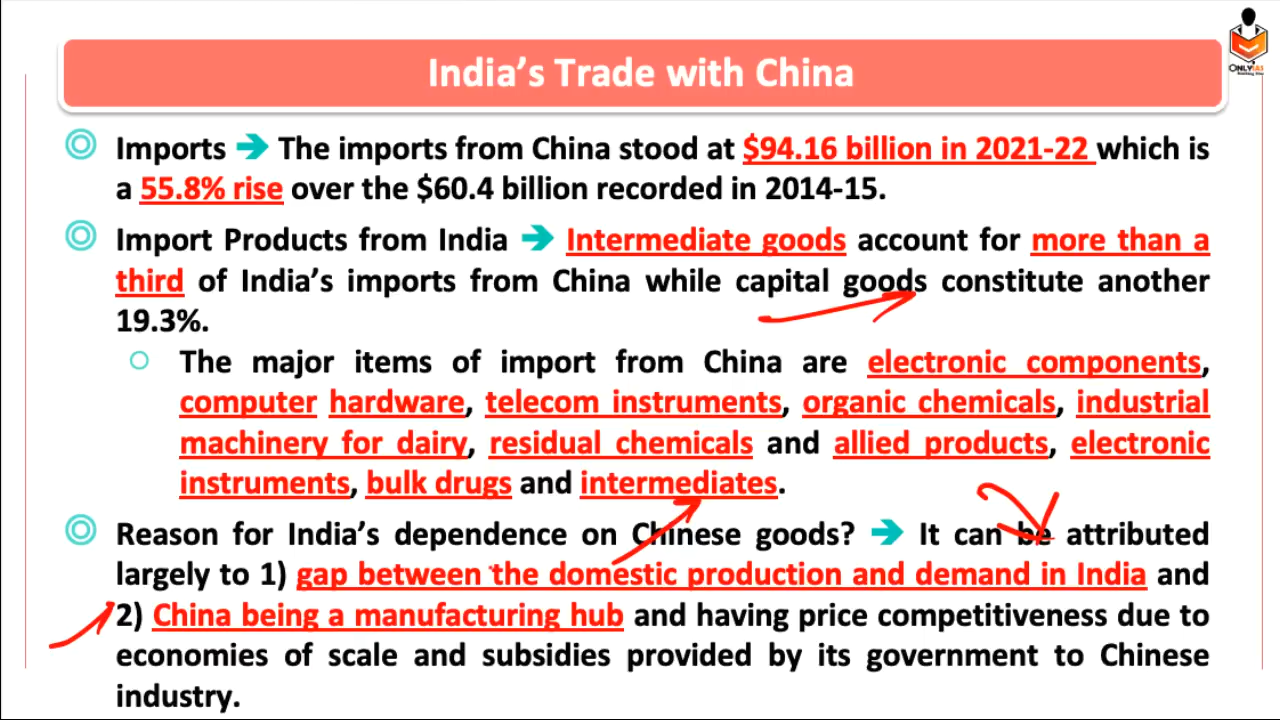 India's Trade with China
ONLYIAS
Imports ➔ The imports from China stood at $94.16 billion in 2021-22 which is
a 55.8% rise over the $60.4 billion recorded in 2014-15.
Import Products from India ➔ Intermediate goods account for more than a
third of India's imports from China while capital goods constitute another
19.3%.
The major items of import from China are electronic components,
computer hardware, telecom instruments, organic chemicals, industrial
machinery for dairy, residual chemicals and allied products, electronic
instruments, bulk drugs and intermediates.
Reason for India's dependence on Chinese goods? ➔ It can be attributed
largely to 1) gap between the domestic production and demand in India and
2) China being a manufacturing hub and having price competitiveness due to
economies of scale and subsidies provided by its government to Chinese
industry.